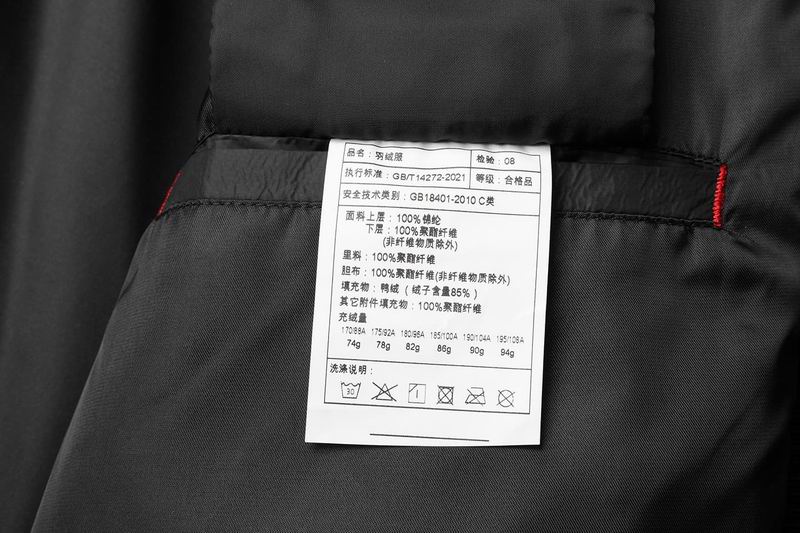 品名：羽绒服 检验：08
执行标准：GB/T14272-2021 等级：合格品
安全技术类别：GB18401-2010 C类
面料上层：100%锦纶
下层：100%聚酯纤维
(非纤维物质除外)
里料：100%聚酯纤维
胆布：100%聚酯纤维(非纤维物质除外)
填充物：鸭绒（绒子含量85%）
其它附件填充物：100%聚酯纤维
充绒量
170/88A 175/92A 180/96A 185/100A 190/104A 195/108A
74g 78g 82g 86g 90g 94g
洗涤说明：
30